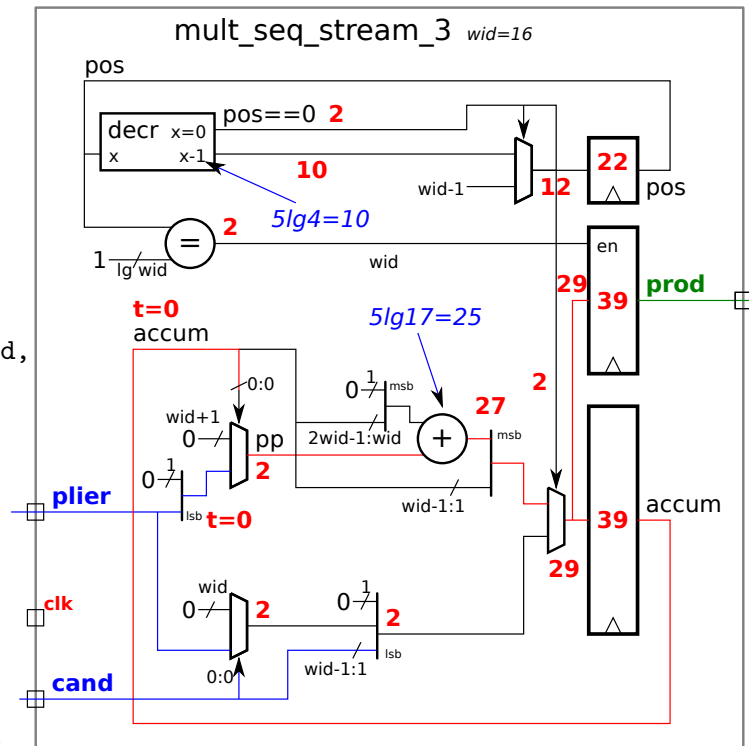 mult_seq_stream_3 wid=16
pos
decr x=0
x x-1
pos==0 2
10
wid-1
12
22
pos
5lg4=10
=
2
1
lg wid
wid
en
29
39
prod
t=0
accum
d,
5lg17=25
0:0
0 1 msb
2
wid+1
0
pp
2
2wid-1:wid
+
27
msb
0 1
lsb
t=0
plier
wid-1:1
39
accum
29
clk
wid
0
2
0 1
2
lsb
wid-1:1
0:0
cand